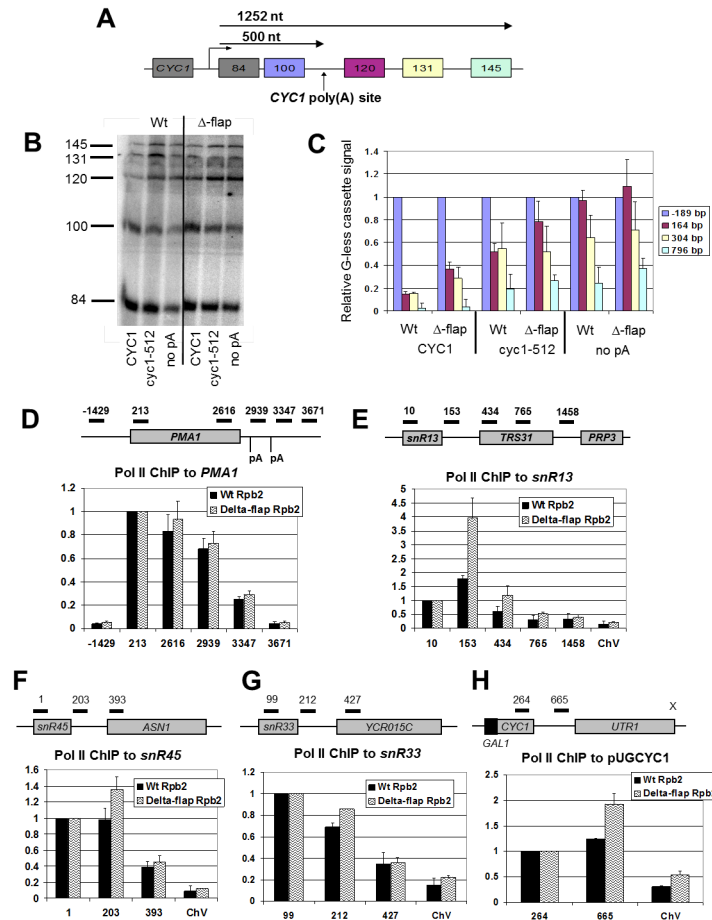 A
1252 nt
500 nt
CYC1 84 100 120 131 145
CYC1 poly(A) site
B
Wt Δ-flap
145
131
120
100
84
CYC1 cyc1-512 no pA CYC1 cyc1-512 no pA
C
Relative G-less cassette signal
1.4
1.2
1
0.8
0.6
0.4
0.2
0
-189 bp
164 bp
304 bp
796 bp
Wt Δ-flap Wt Δ-flap Wt Δ-flap
CYC1 cyc1-512 no pA
D
-1429 213 2616 2939 3347 3671
PMA1
pA pA
Pol II ChIP to PMA1
1.2
1
0.8
0.6
0.4
0.2
0
Wt Rpb2
Delta-flap Rpb2
-1429 213 2616 2939 3347 3671
E
10 153 434 765 1458
snR13 TRS31 PRP3
Pol II ChIP to snR13
5
4.5
4
3.5
3
2.5
2
1.5
1
0.5
0
Wt Rpb2
Delta-flap Rpb2
10 153 434 765 1458 ChV
F
1 203 393
snR45 ASN1
Pol II ChIP to snR45
1.6
1.4
1.2
1
0.8
0.6
0.4
0.2
0
Wt Rpb2
Delta-flap Rpb2
1 203 393 ChV
G
99 212 427
snR33 YCR015C
Pol II ChIP to snR33
1.2
1
0.8
0.6
0.4
0.2
0
Wt Rpb2
Delta-flap Rpb2
99 212 427 ChV
H
264 665 X
CYC1 UTR1
GAL1
Pol II ChIP to pUGCYC1
2.5
2
1.5
1
0.5
0
Wt Rpb2
Delta-flap Rpb2
264 665 ChV